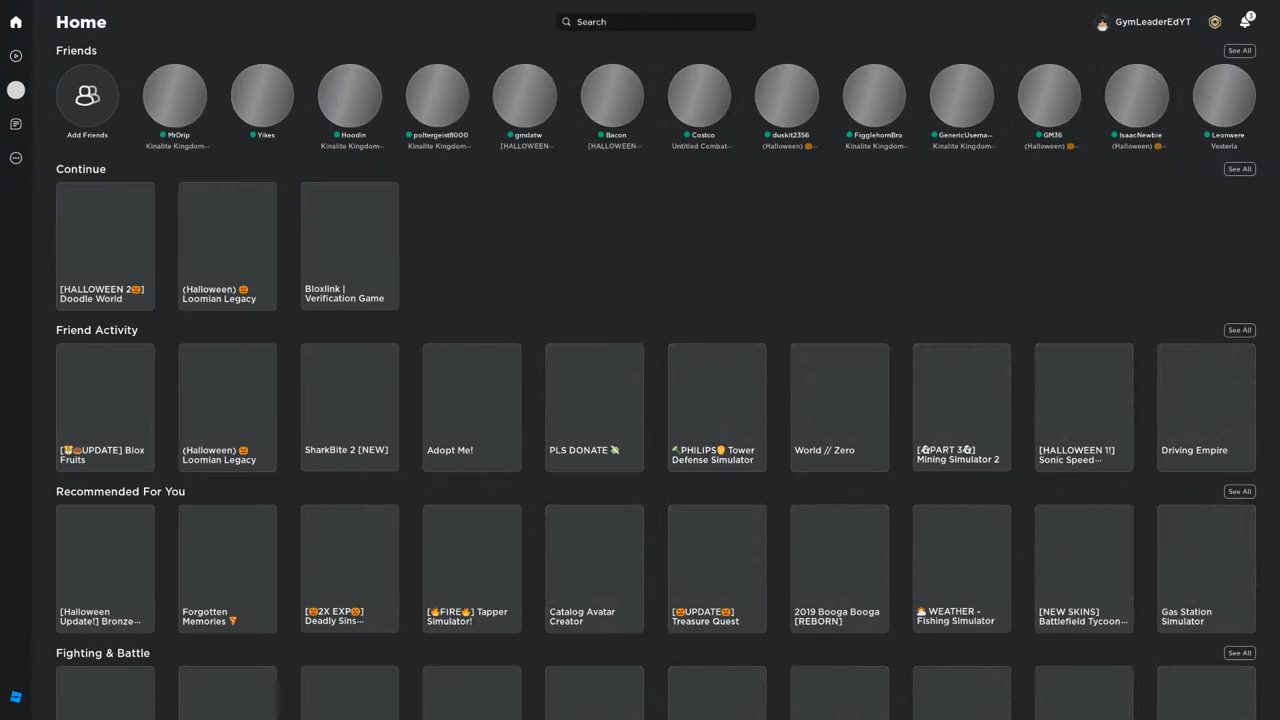 Home
Search
GymLeaderEdYT
3
Friends
See All
Add Friends
MrDrip
Kinalite Kingdom···
Yikes
Hoodin
Kinalite Kingdom···
poltergeist8000
Kinalite Kingdom···
gmdatw
[HALLOWEEN···
Bacon
[HALLOWEEN···
Costco
Untitled Combat···
duskit2356
(Halloween) 🎃···
FigglehornBro
Kinalite Kingdom···
GenericUserna···
Kinalite Kingdom···
GM36
(Halloween) 🎃···
IsaacNewbie
(Halloween) 🎃···
Leonwere
Vesteria
Continue
See All
[HALLOWEEN 2🎃]
Doodle World
(Halloween) 🎃
Loomian Legacy
Bloxlink |
Verification Game
Friend Activity
See All
[🐯🍩UPDATE] Blox
Fruits
(Halloween) 🎃
Loomian Legacy
SharkBite 2 [NEW]
Adopt Me!
PLS DONATE 💸
🔨PHILIPS👨‍🦲 Tower
Defense Simulator
World // Zero
[👻PART 3👻]
Mining Simulator 2
[HALLOWEEN 1!]
Sonic Speed···
Driving Empire
Recommended For You
See All
[Halloween
Update!] Bronze···
Forgotten
Memories 🍕
[🎃2X EXP🎃]
Deadly Sins···
[🔥FIRE🔥] Tapper
Simulator!
Catalog Avatar
Creator
[🎃UPDATE🎃]
Treasure Quest
2019 Booga Booga
[REBORN]
⛅ WEATHER -
Fishing Simulator
[NEW SKINS]
Battlefield Tycoon···
Gas Station
Simulator
Fighting & Battle
See All